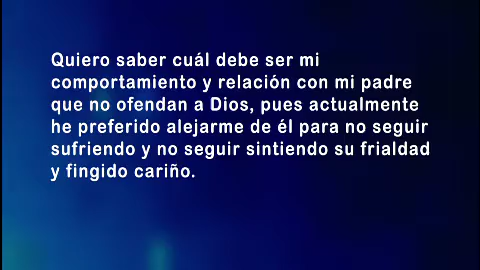 Quiero saber cuál debe ser mi
comportamiento y relación con mi padre
que no ofendan a Dios, pues actualmente
he preferido alejarme de él para no seguir
sufriendo y no seguir sintiendo su frialdad
y fingido cariño.